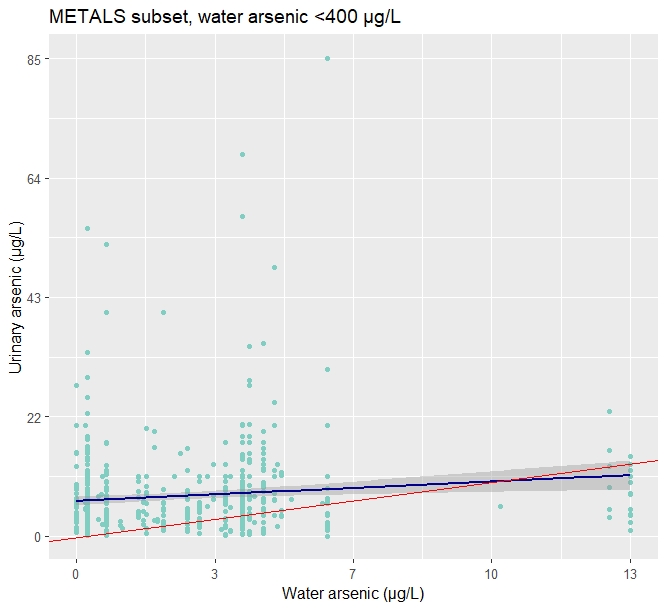 METALS subset, water arsenic <400 µg/L
85
64
43
22
0
Urinary arsenic (µg/L)
0 3 7 10 13
Water arsenic (µg/L)